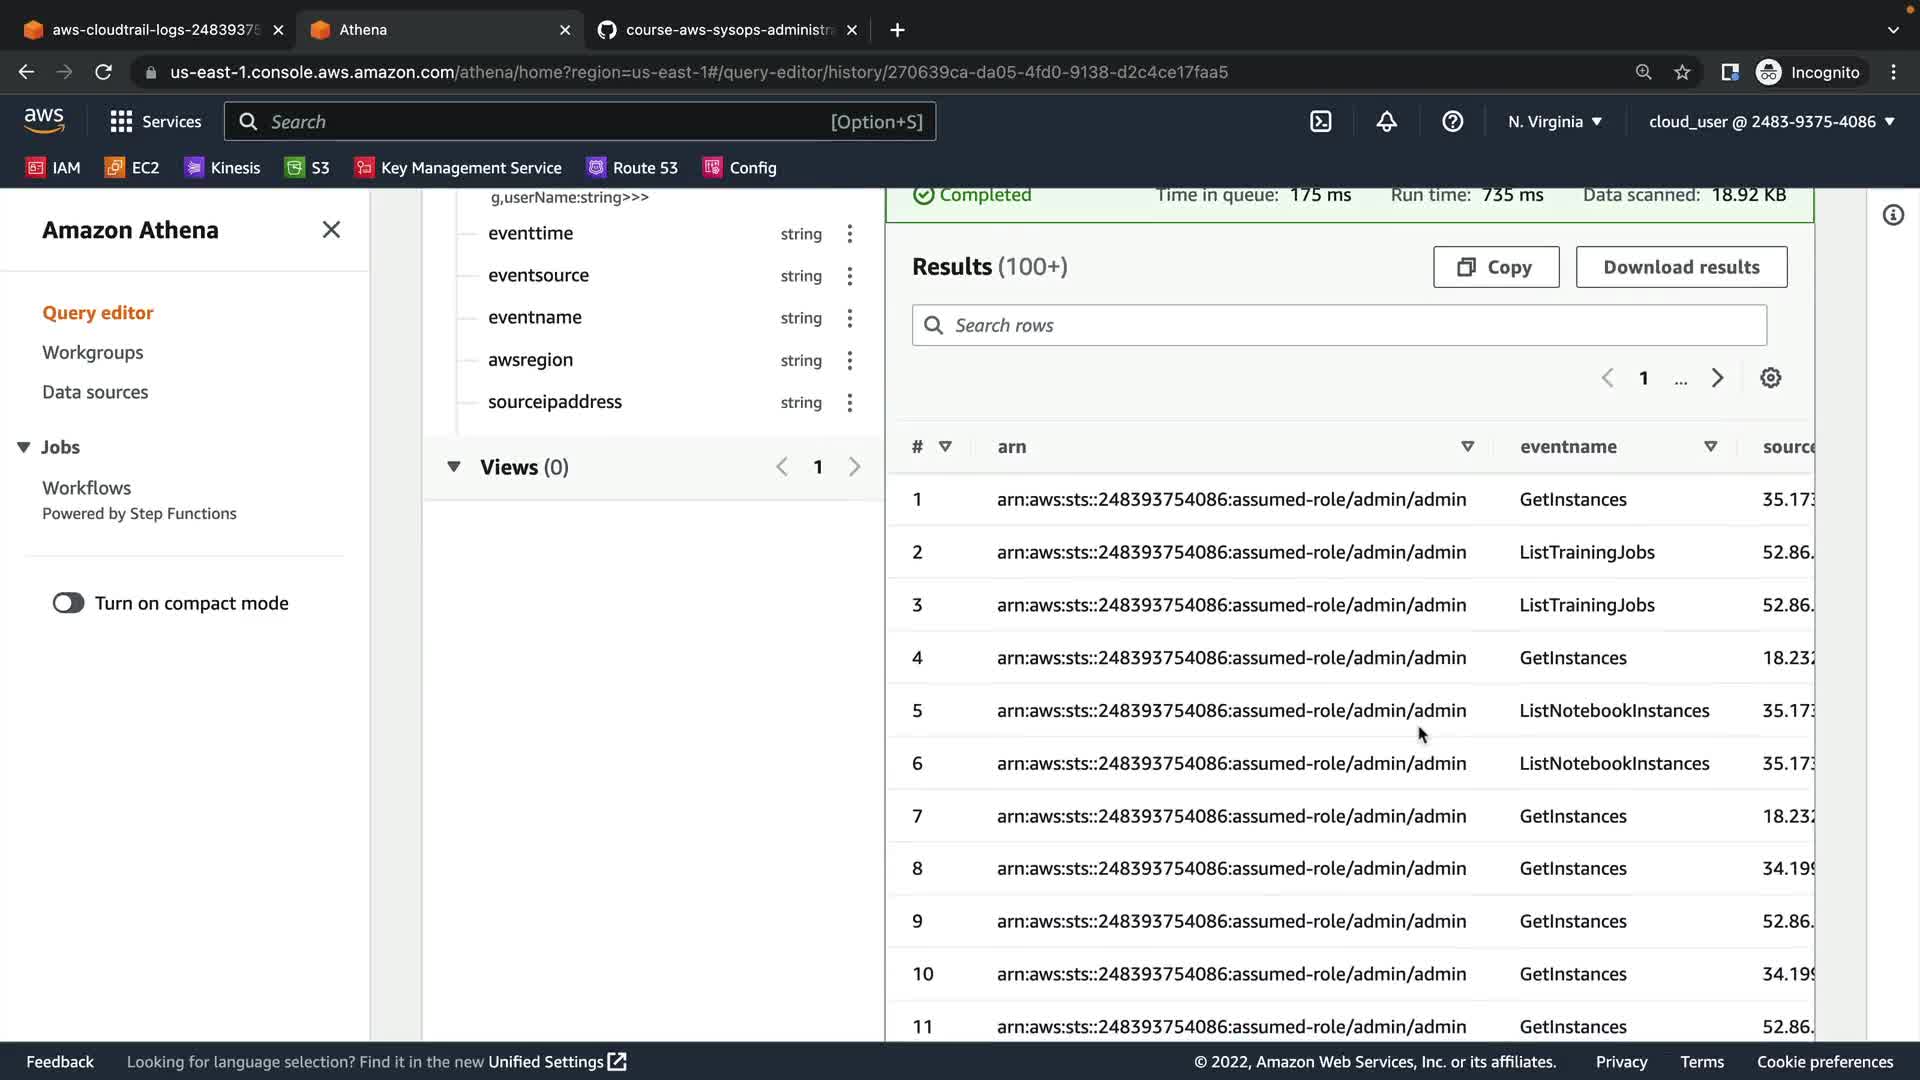 aws-cloudtrail-logs-24839375
Athena
course-aws-sysops-administra
us-east-1.console.aws.amazon.com/athena/home?region=us-east-1#/query-editor/history/270639ca-da05-4fd0-9138-d2c4ce17faa5
Incognito
aws
Services
Search
[Option+S]
N. Virginia
cloud_user @ 2483-9375-4086
IAM
EC2
Kinesis
S3
Key Management Service
Route 53
Config
Amazon Athena
Query editor
Workgroups
Data sources
Jobs
Workflows
Powered by Step Functions
Turn on compact mode
g,userName:string>>>
eventtime string
eventsource string
eventname string
awsregion string
sourceipaddress string
Views (0)
1
Completed
Time in queue: 175 ms
Run time: 735 ms
Data scanned: 18.92 KB
Results (100+)
Copy
Download results
Search rows
1 ...
# arn eventname source
1 arn:aws:sts::248393754086:assumed-role/admin/admin GetInstances 35.173
2 arn:aws:sts::248393754086:assumed-role/admin/admin ListTrainingJobs 52.86.
3 arn:aws:sts::248393754086:assumed-role/admin/admin ListTrainingJobs 52.86.
4 arn:aws:sts::248393754086:assumed-role/admin/admin GetInstances 18.232
5 arn:aws:sts::248393754086:assumed-role/admin/admin ListNotebookInstances 35.173
6 arn:aws:sts::248393754086:assumed-role/admin/admin ListNotebookInstances 35.173
7 arn:aws:sts::248393754086:assumed-role/admin/admin GetInstances 18.232
8 arn:aws:sts::248393754086:assumed-role/admin/admin GetInstances 34.199
9 arn:aws:sts::248393754086:assumed-role/admin/admin GetInstances 52.86.
10 arn:aws:sts::248393754086:assumed-role/admin/admin GetInstances 34.199
11 arn:aws:sts::248393754086:assumed-role/admin/admin GetInstances 52.86.
Feedback
Looking for language selection? Find it in the new Unified Settings
© 2022, Amazon Web Services, Inc. or its affiliates.
Privacy
Terms
Cookie preferences